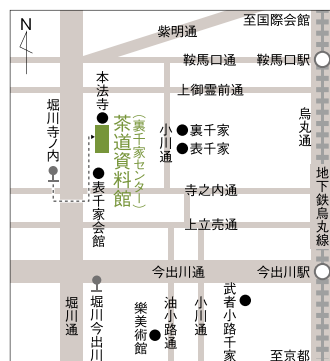 N
至国際会館
紫明通
鞍馬口通
鞍馬口駅
本法寺
上御霊前通
烏丸通
堀川寺ノ内
茶道資料館
(裏千家センター)
小川通
裏千家
表千家
地下鉄烏丸線
表千家会館
寺之内通
上立売通
今出川通
今出川駅
堀川通
堀川今出川
樂美術館
油小路通
小川通
武者小路千家
至京都